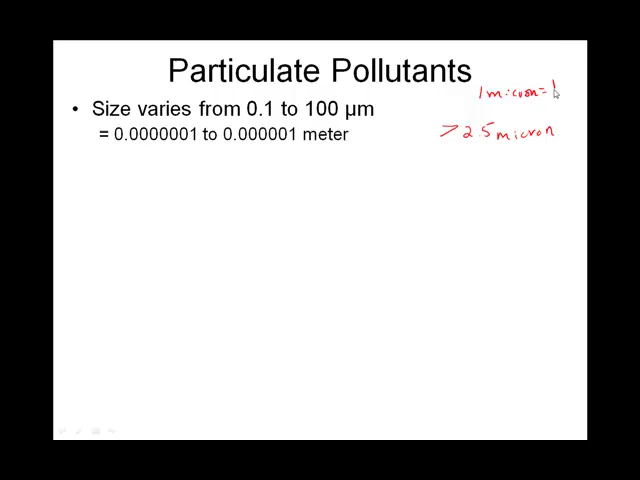 Particulate Pollutants
1 micron = 1
• Size varies from 0.1 to 100 µm
> 2.5 micron
= 0.0000001 to 0.000001 meter